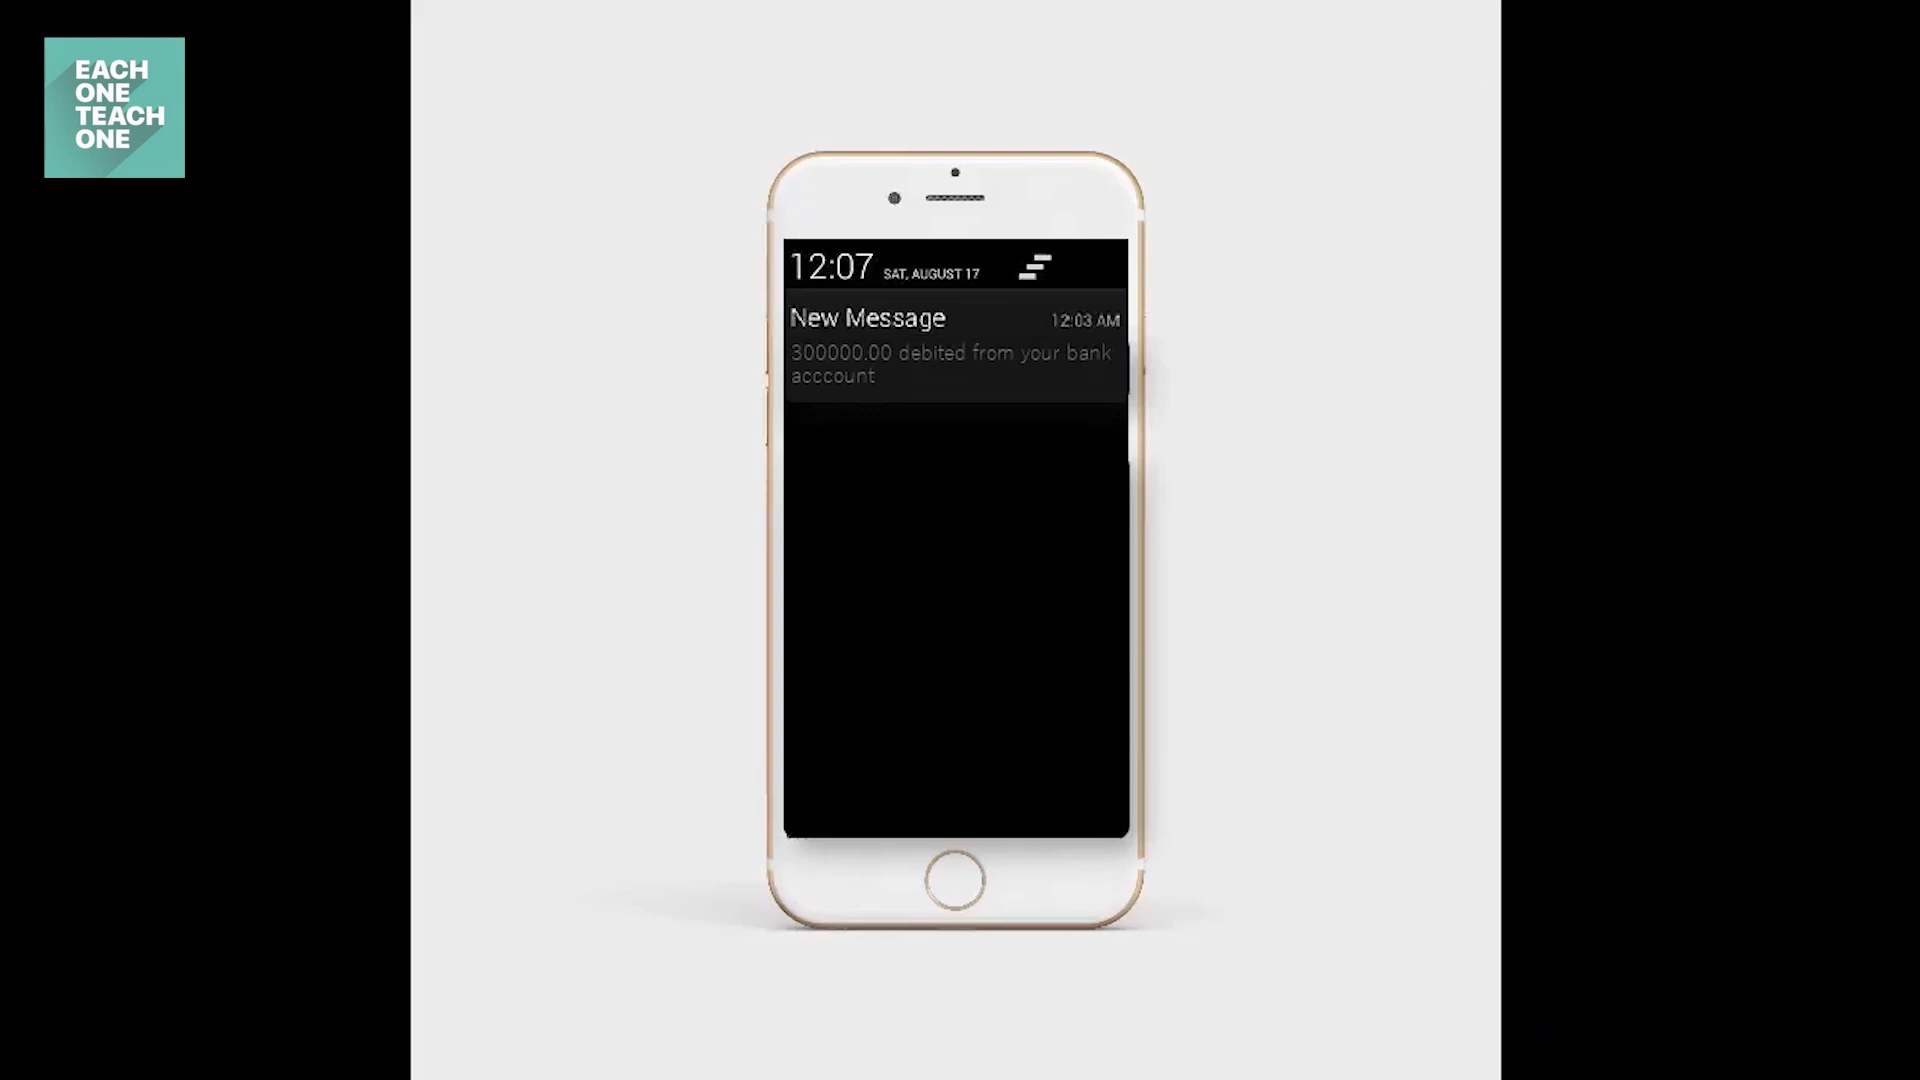 EACH
ONE
TEACH
ONE
12:07 SAT, AUGUST 17
New Message 12:03 AM
300000.00 debited from your bank
acccount